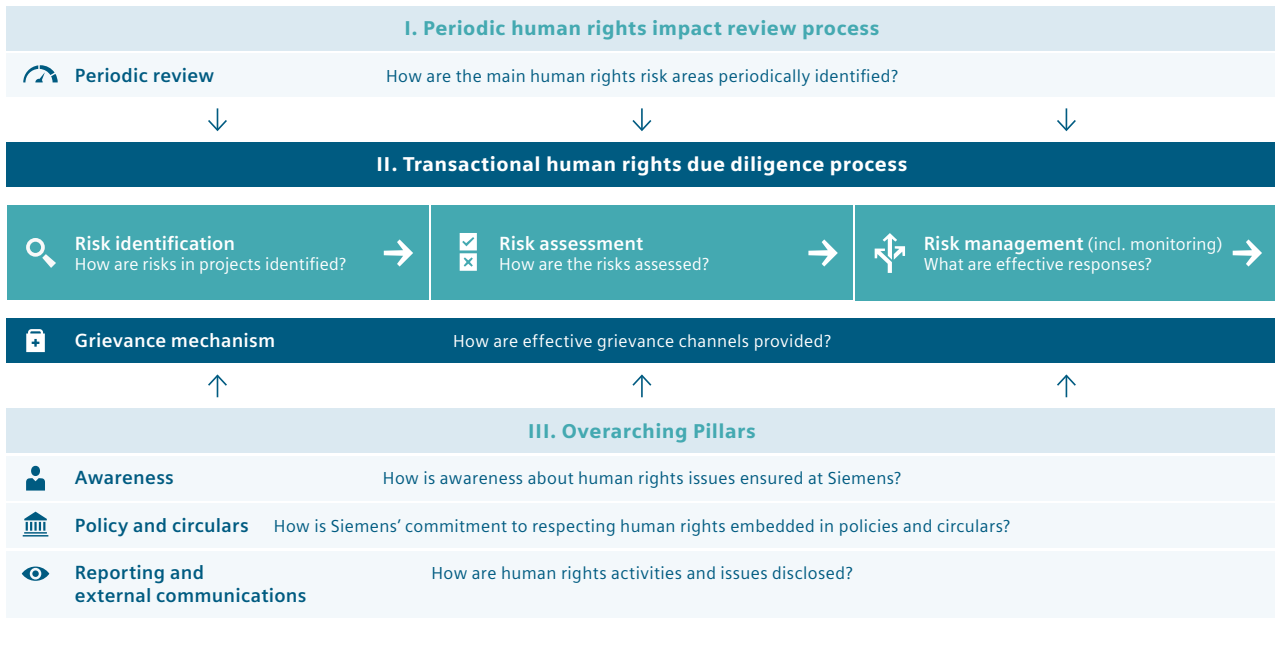 I. Periodic human rights impact review process
Periodic review
How are the main human rights risk areas periodically identified?
II. Transactional human rights due diligence process
Risk identification
How are risks in projects identified?
Risk assessment
How are the risks assessed?
Risk management (incl. monitoring)
What are effective responses?
Grievance mechanism
How are effective grievance channels provided?
III. Overarching Pillars
Awareness
How is awareness about human rights issues ensured at Siemens?
Policy and circulars
How is Siemens’ commitment to respecting human rights embedded in policies and circulars?
Reporting and
external communications
How are human rights activities and issues disclosed?